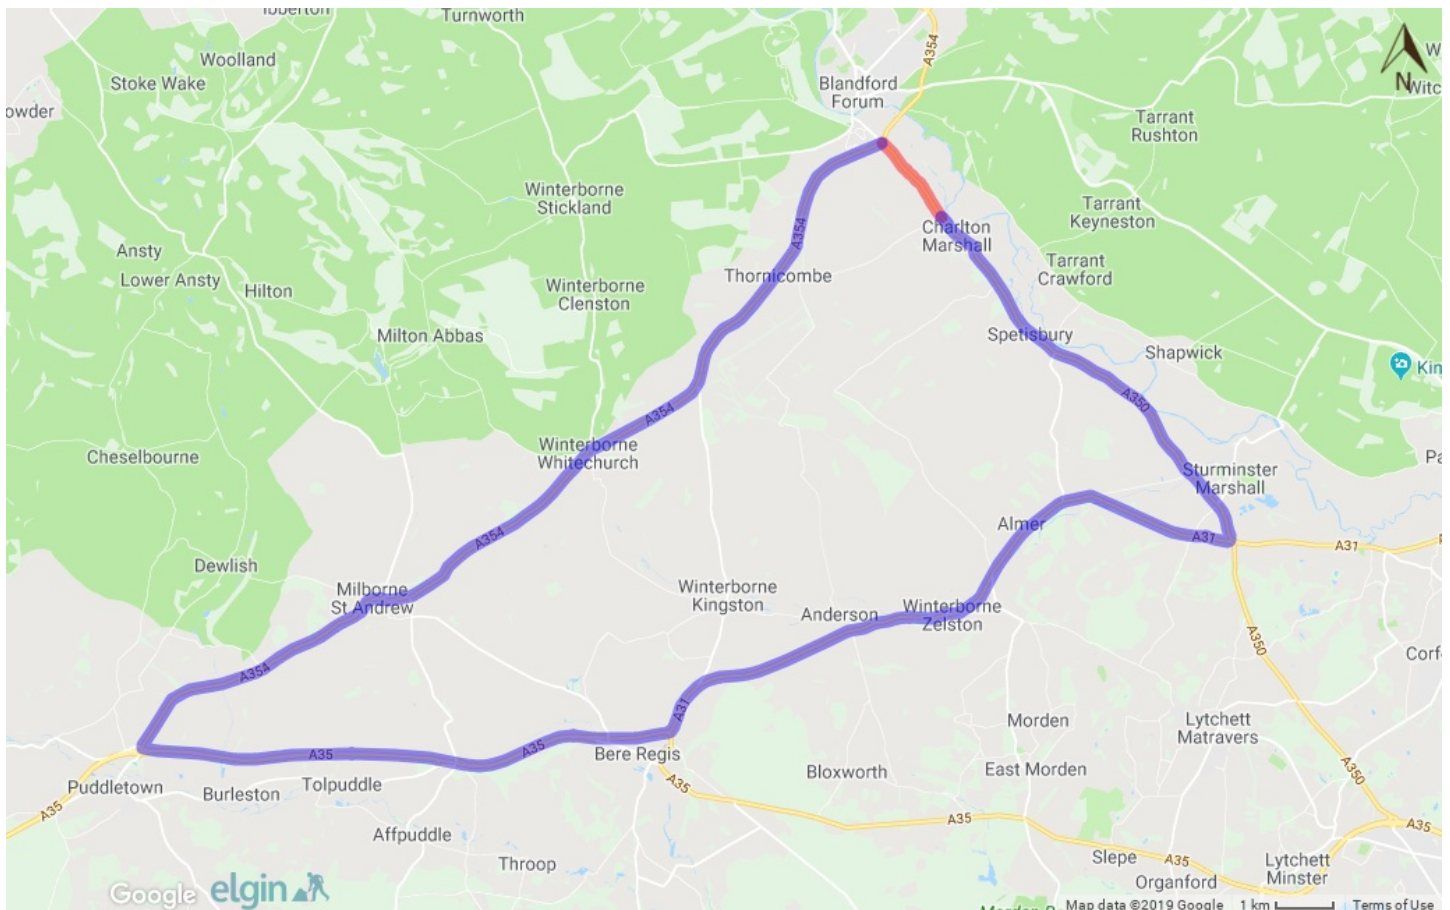 Ibberton
Turnworth
A354
Woolland
Stoke Wake
Blandford
Forum
N
Witc
owder
Tarrant
Rushton
Winterborne
Stickland
Tarrant
Keyneston
Charlton
Marshall
A354
Ansty
Lower Ansty
Hilton
Thornicombe
Tarrant
Crawford
Winterborne
Clenston
Milton Abbas
Spetisbury
Shapwick
Kin
A350
A354
Winterborne
Whitechurch
Cheselbourne
Pa
Sturminster
Marshall
Almer
A354
A31
A31
Dewlish
Milborne
St Andrew
Winterborne
Kingston
Anderson
Winterborne
Zelston
A350
Corf
A354
A31
Morden
Lytchett
Matravers
A35
A35
Bere Regis
East Morden
Bloxworth
A350
Puddletown
Burleston
Tolpuddle
A35
A35
A35
A35
Affpuddle
Throop
Slepe
A35
Lytchett
Minster
Organford
Google
elgin
Map data ©2019 Google
1 km
Terms of Use